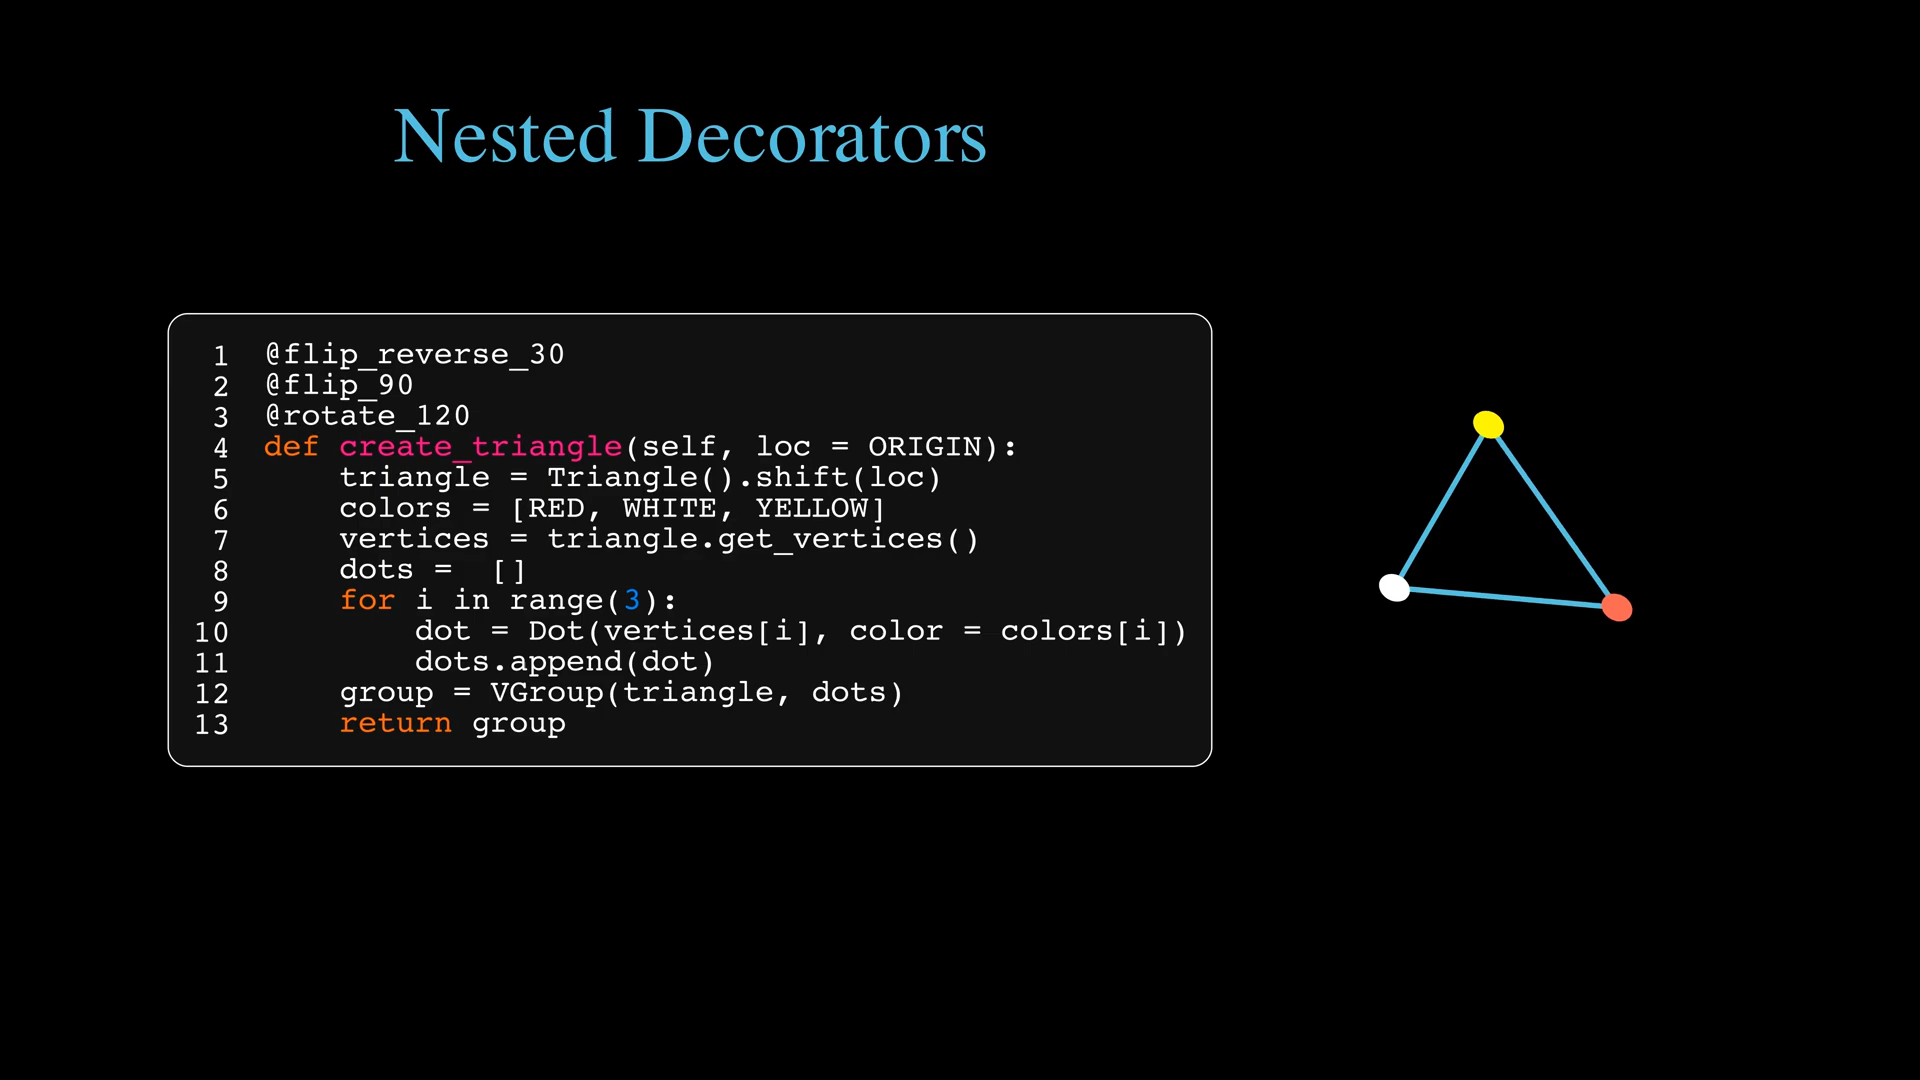 Nested Decorators
1 @flip_reverse_30
2 @flip_90
3 @rotate_120
4 def create_triangle(self, loc = ORIGIN):
5     triangle = Triangle().shift(loc)
6     colors = [RED, WHITE, YELLOW]
7     vertices = triangle.get_vertices()
8     dots =  []
9     for i in range(3):
10         dot = Dot(vertices[i], color = colors[i])
11         dots.append(dot)
12     group = VGroup(triangle, dots)
13     return group